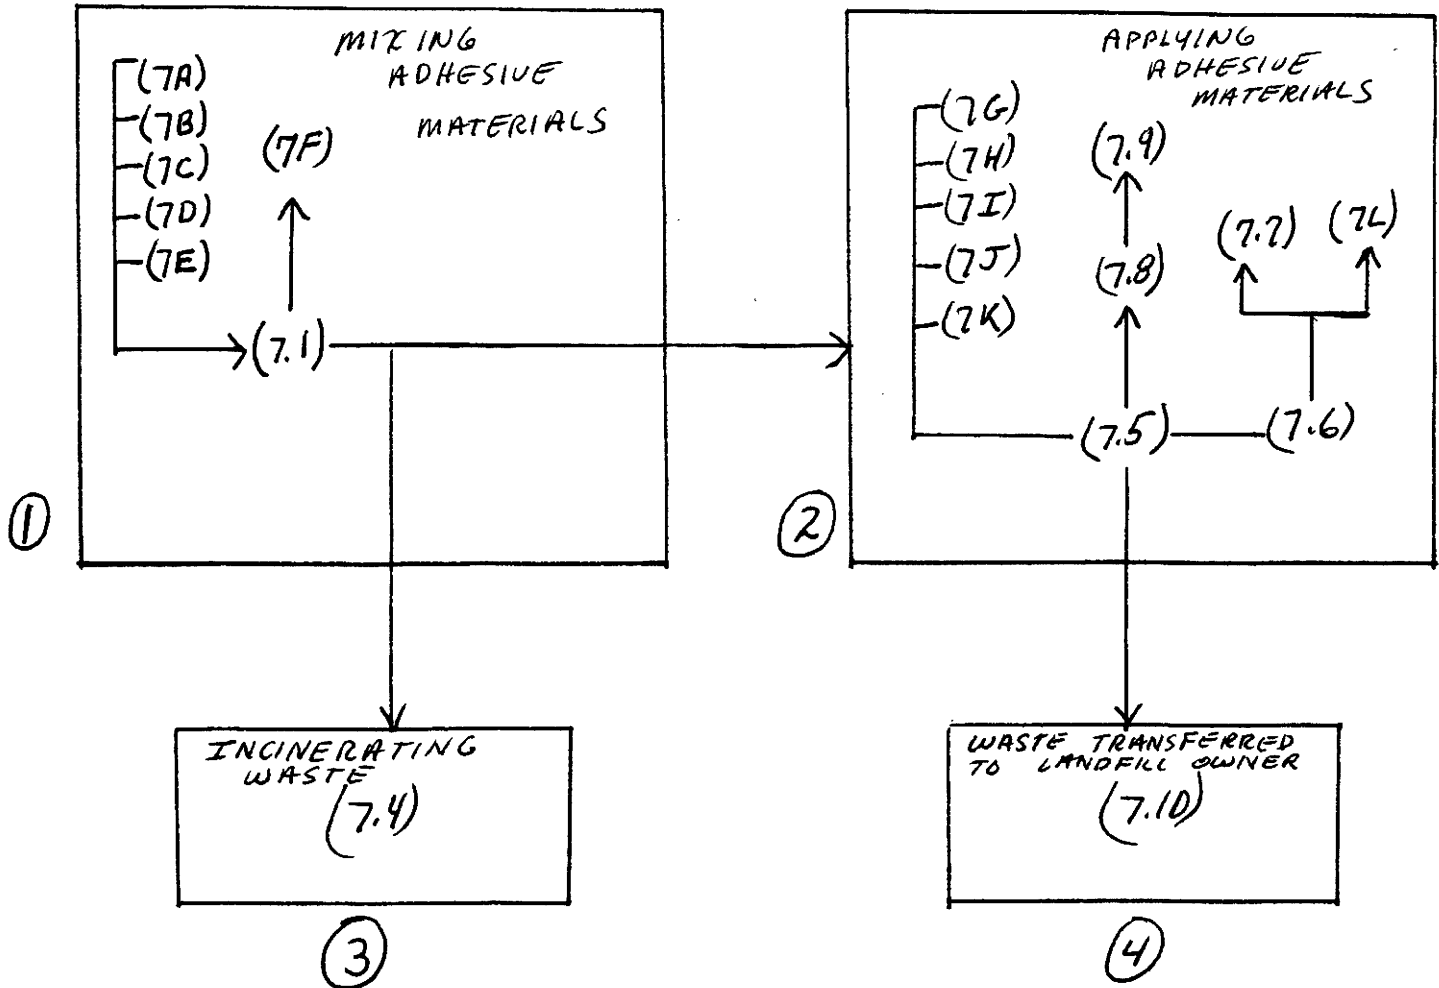 MIXING
ADHESIVE
MATERIALS
(7A)
(7B)
(7C)
(7D)
(7E)
(7F)
(7.1)
1
APPLYING
ADHESIVE
MATERIALS
(7G)
(7H)
(7I)
(7J)
(7K)
(7.9)
(7.8)
(7.7)
(7L)
(7.5)
(7.6)
2
INCINERATING
WASTE
(7.4)
3
WASTE TRANSFERRED
TO LANDFILL OWNER
(7.10)
4